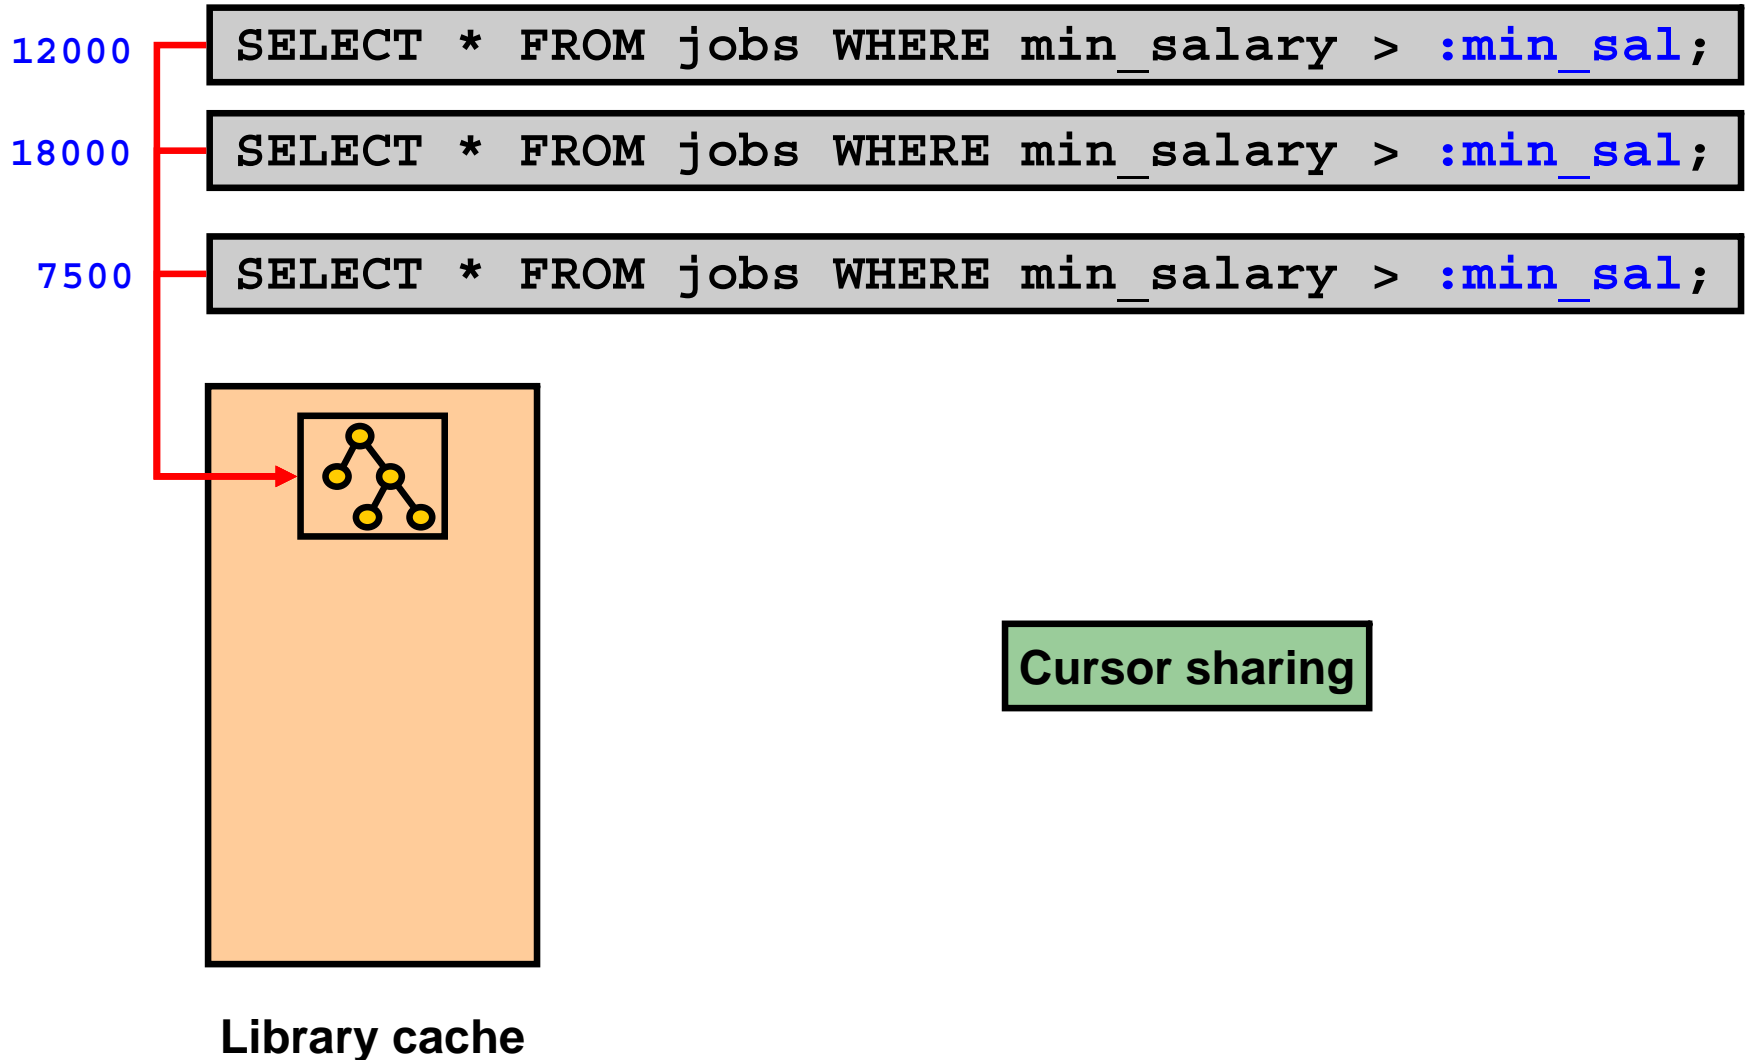 12000 SELECT * FROM jobs WHERE min_salary > :min_sal;
18000 SELECT * FROM jobs WHERE min_salary > :min_sal;
7500 SELECT * FROM jobs WHERE min_salary > :min_sal;
Cursor sharing
Library cache